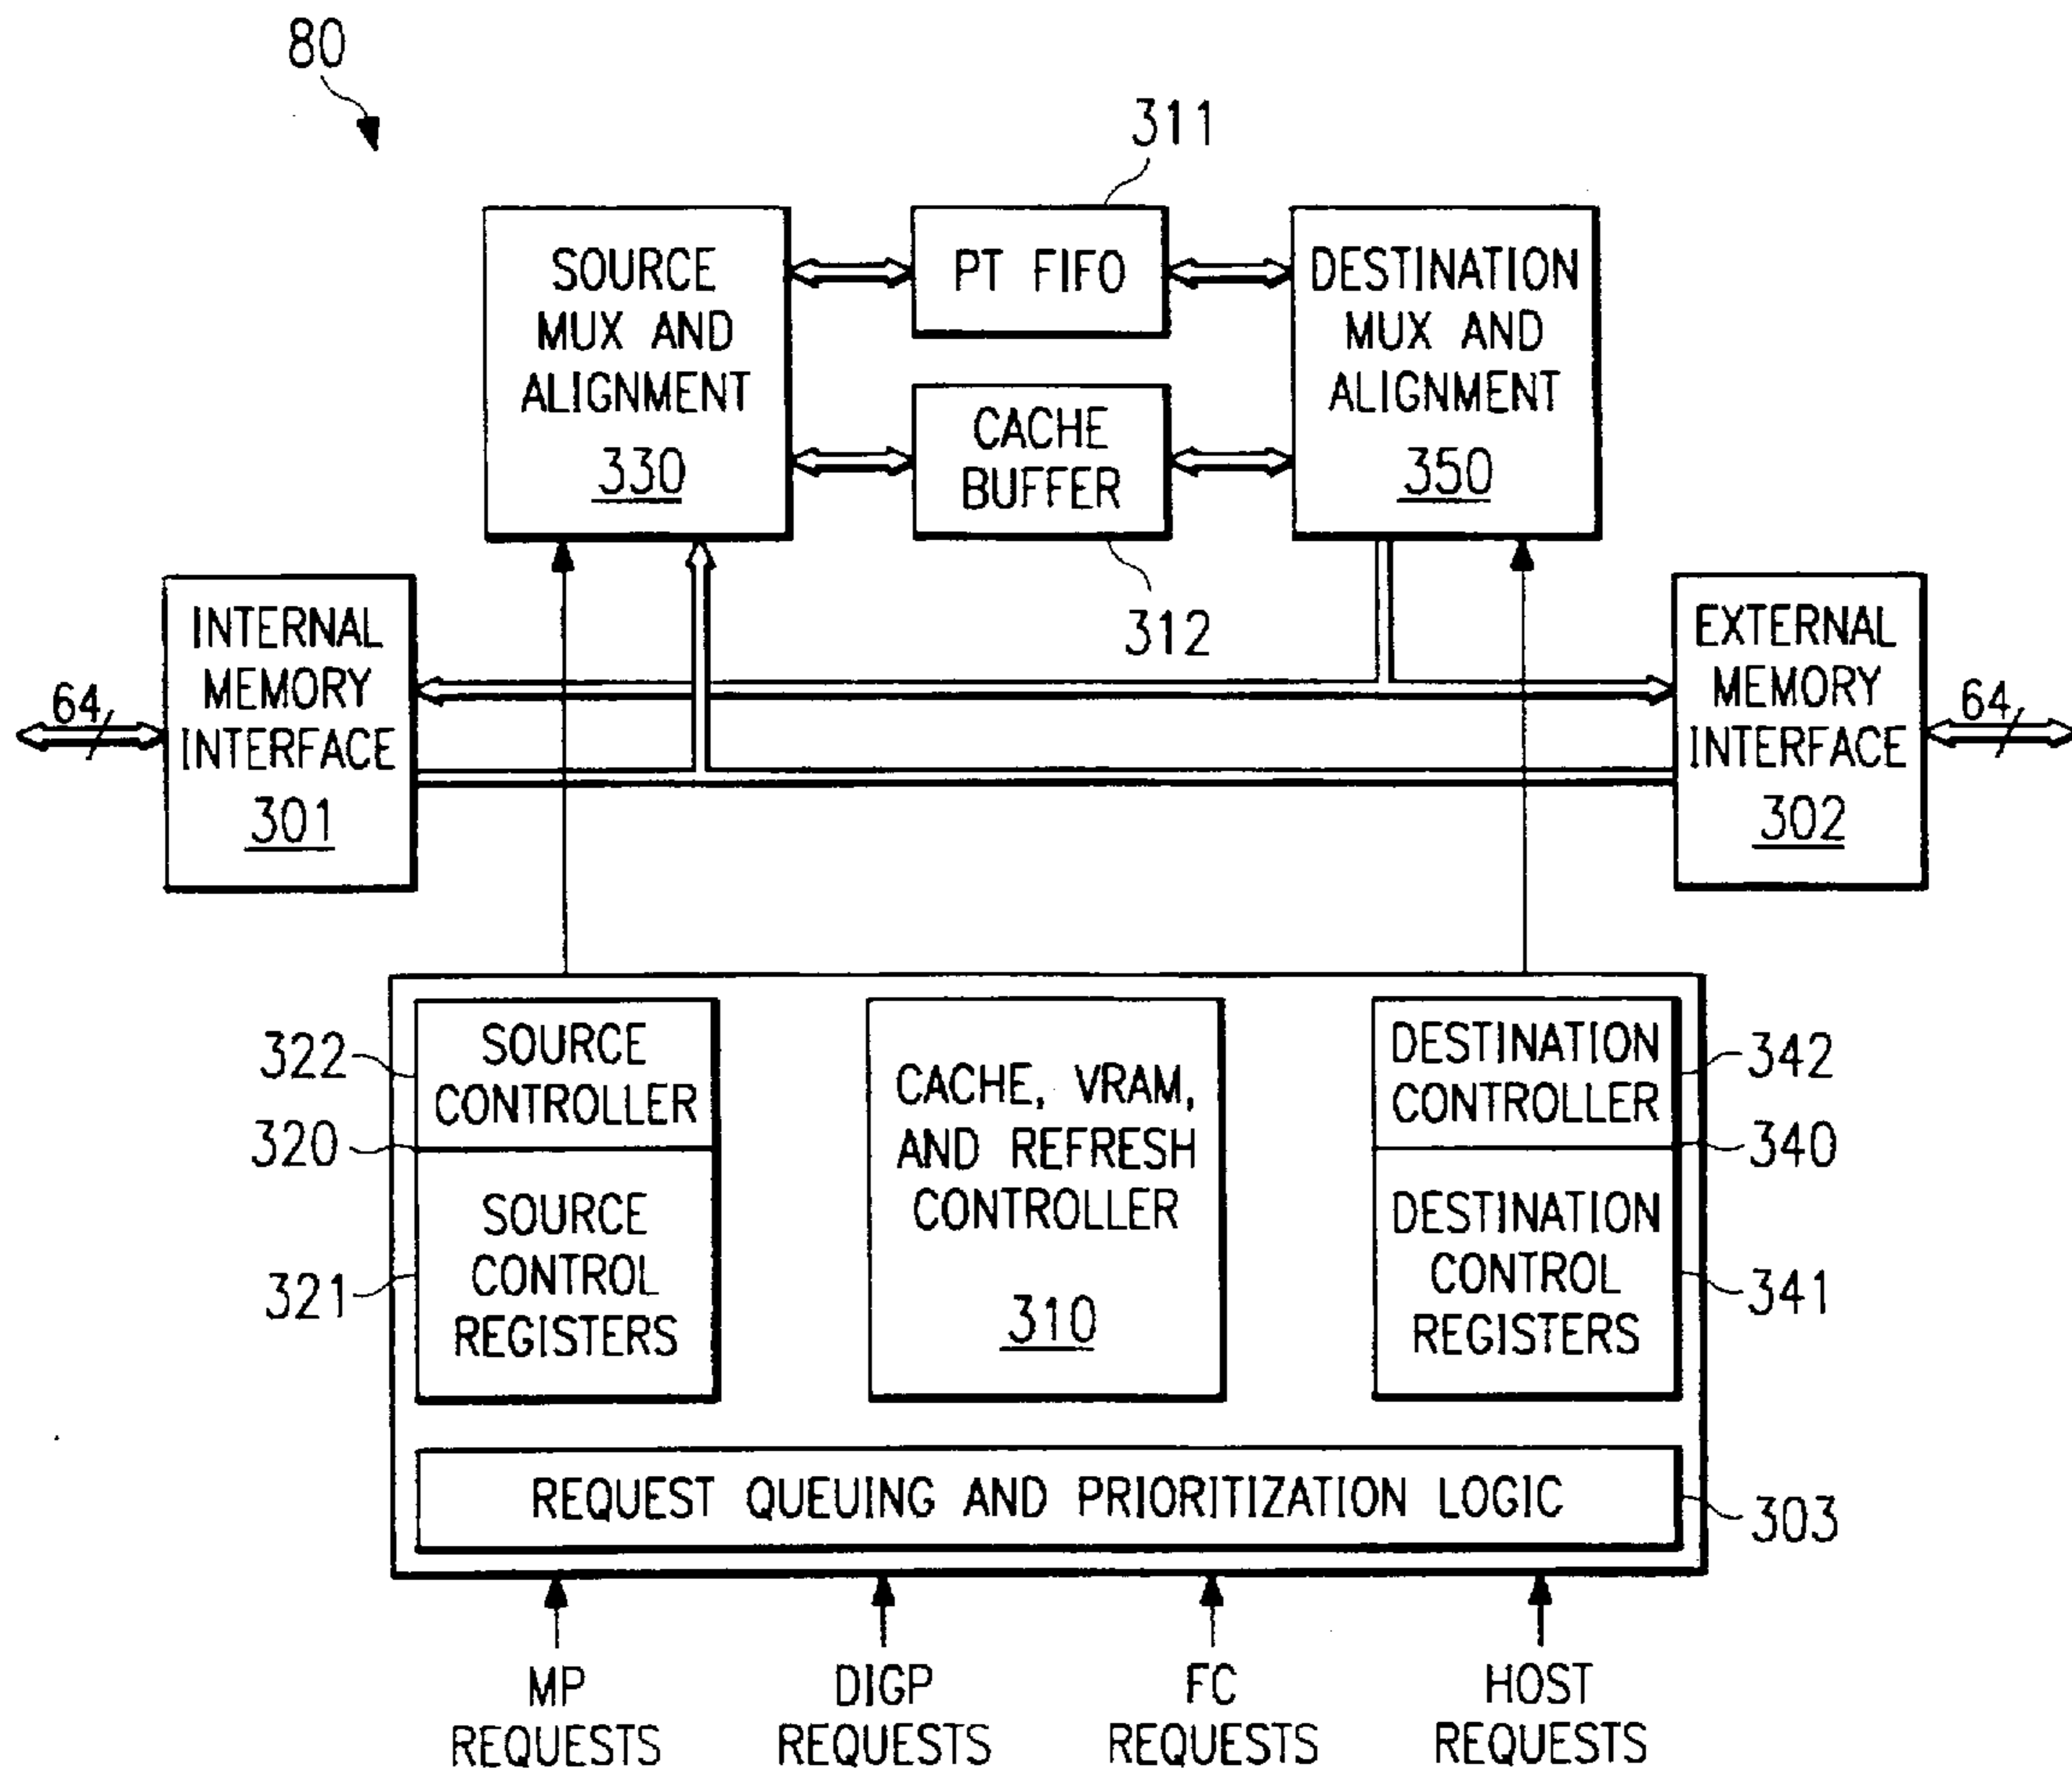 80
311
SOURCE
MUX AND
ALIGNMENT
330
PT FIFO
DESTINATION
MUX AND
ALIGNMENT
350
CACHE
BUFFER
312
INTERNAL
MEMORY
INTERFACE
301
64
EXTERNAL
MEMORY
INTERFACE
302
64
322
SOURCE
CONTROLLER
320
321
SOURCE
CONTROL
REGISTERS
CACHE, VRAM,
AND REFRESH
CONTROLLER
310
DESTINATION
CONTROLLER
342
340
DESTINATION
CONTROL
REGISTERS
341
REQUEST QUEUING AND PRIORITIZATION LOGIC
303
MP
REQUESTS
DIGP
REQUESTS
FC
REQUESTS
HOST
REQUESTS